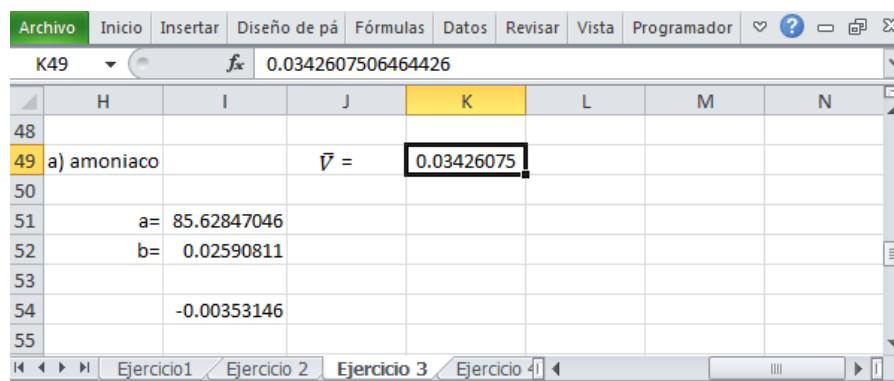 Archivo Inicio Insertar Diseño de pá Fórmulas Datos Revisar Vista Programador
K49 fx 0.0342607506464426
H I J K L M N
48
49 a) amoniaco V̄ = 0.03426075
50
51 a= 85.62847046
52 b= 0.02590811
53
54 -0.00353146
55
Ejercicio1 Ejercicio 2 Ejercicio 3 Ejercicio 4